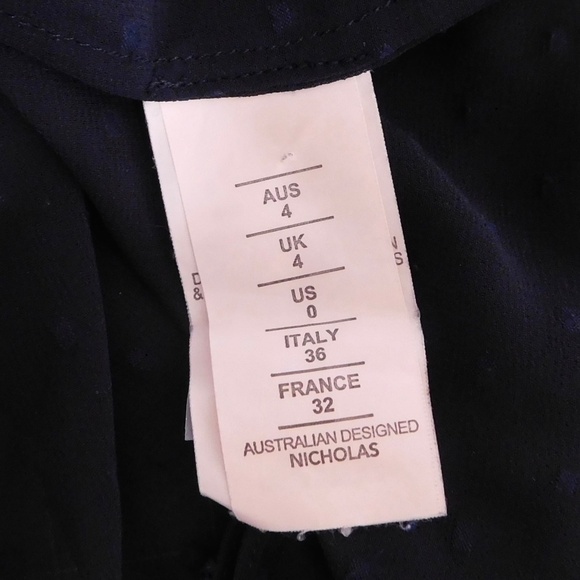 AUS
4
UK
4
US
0
ITALY
36
FRANCE
32
AUSTRALIAN DESIGNED
NICHOLAS